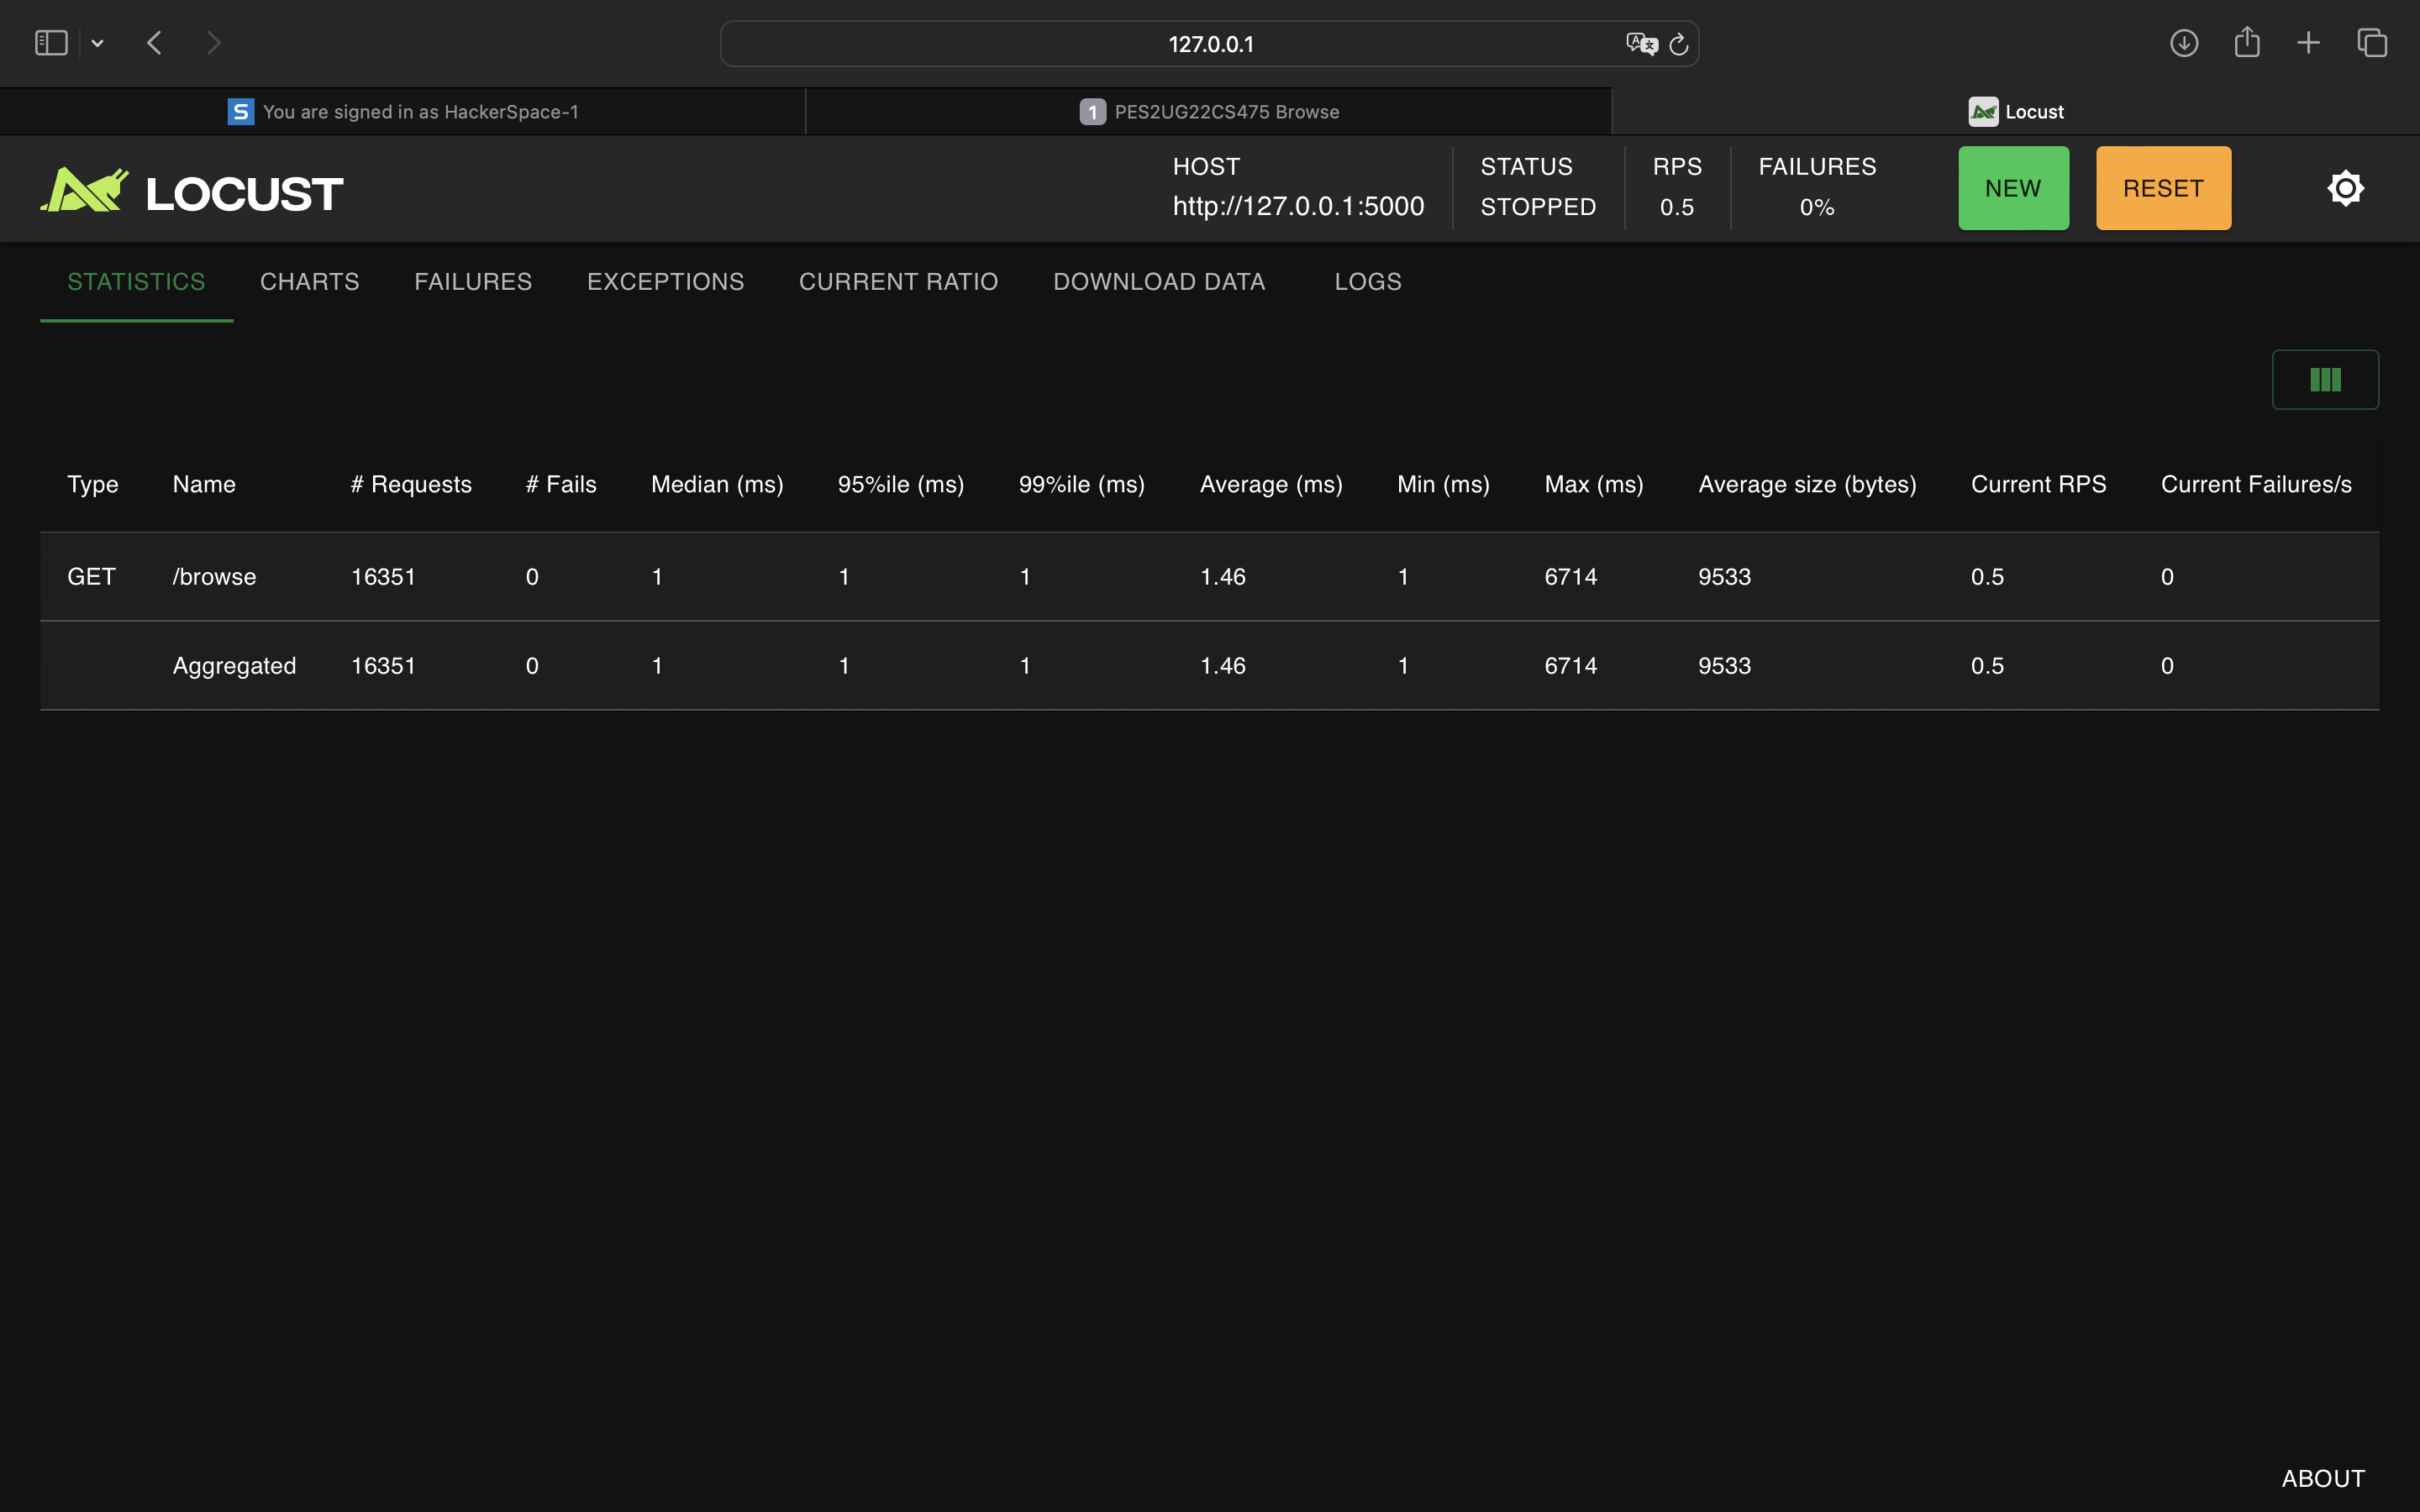 127.0.0.1
S You are signed in as HackerSpace-1
1 PES2UG22CS475 Browse
Locust
LOCUST
HOST
http://127.0.0.1:5000
STATUS
STOPPED
RPS
0.5
FAILURES
0%
NEW
RESET
STATISTICS CHARTS FAILURES EXCEPTIONS CURRENT RATIO DOWNLOAD DATA LOGS
Type Name # Requests # Fails Median (ms) 95%ile (ms) 99%ile (ms) Average (ms) Min (ms) Max (ms) Average size (bytes) Current RPS Current Failures/s
GET /browse 16351 0 1 1 1 1.46 1 6714 9533 0.5 0
Aggregated 16351 0 1 1 1 1.46 1 6714 9533 0.5 0
ABOUT